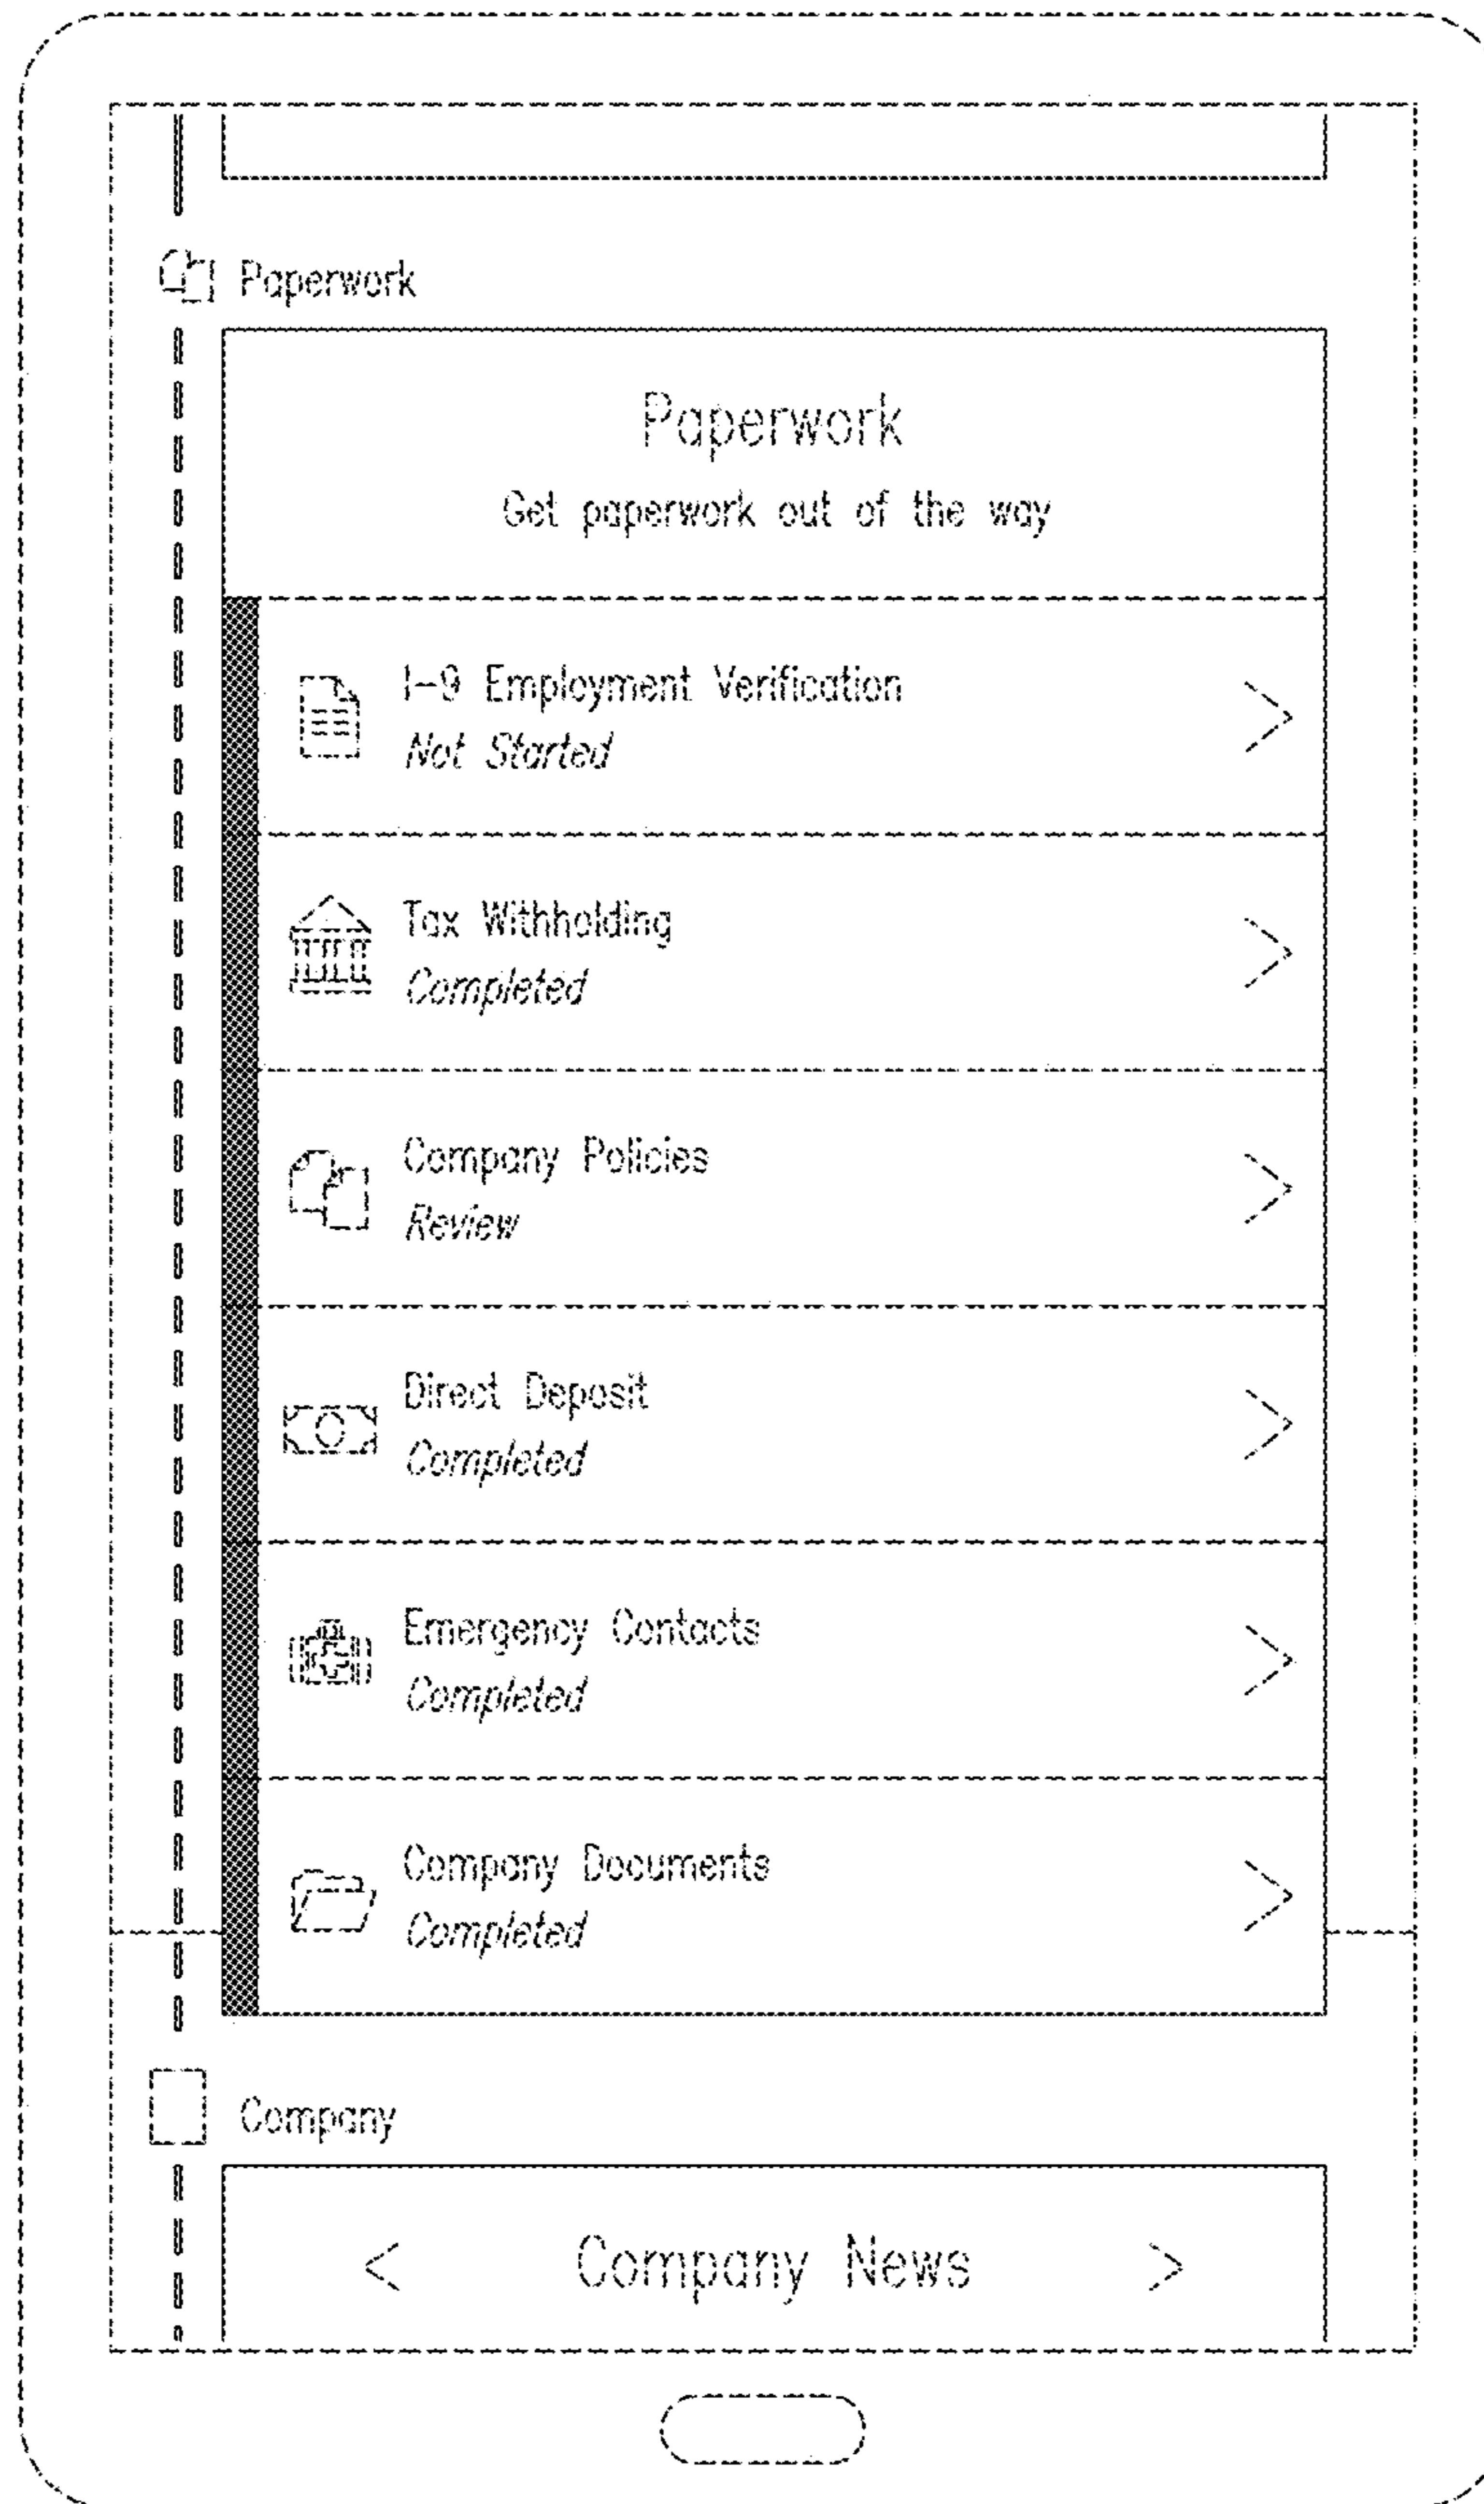 Paperwork
Paperwork
Get paperwork out of the way
I-9 Employment Verification
Not Started
Tax Withholding
Completed
Company Policies
Review
Direct Deposit
Completed
Emergency Contacts
Completed
Company Documents
Completed
Company
< Company News >